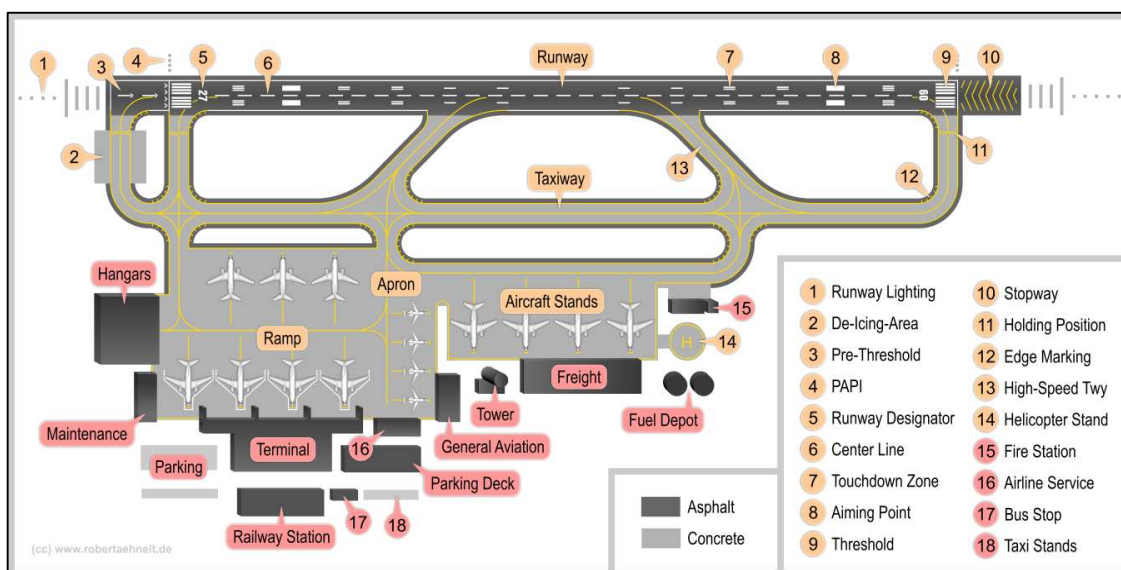 1
3
4
5
6
Runway
7
8
9
10
27
09
2
11
13
Taxiway
12
Hangars
Apron
Aircraft Stands
15
Ramp
14
H
Freight
Tower
Fuel Depot
Maintenance
Terminal
16
General Aviation
Parking
Parking Deck
Railway Station
17
18
(cc) www.robertaehnelt.de
Asphalt
Concrete
1 Runway Lighting
2 De-Icing-Area
3 Pre-Threshold
4 PAPI
5 Runway Designator
6 Center Line
7 Touchdown Zone
8 Aiming Point
9 Threshold
10 Stopway
11 Holding Position
12 Edge Marking
13 High-Speed Twy
14 Helicopter Stand
15 Fire Station
16 Airline Service
17 Bus Stop
18 Taxi Stands